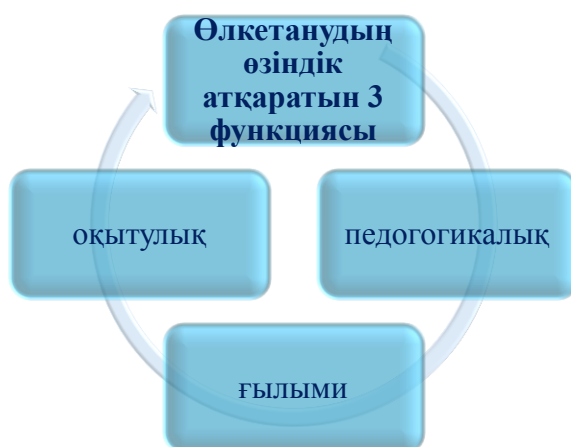 Өлкетанудың
өзіндік
атқаратын 3
функциясы
оқытулық
педогогикалық
ғылыми